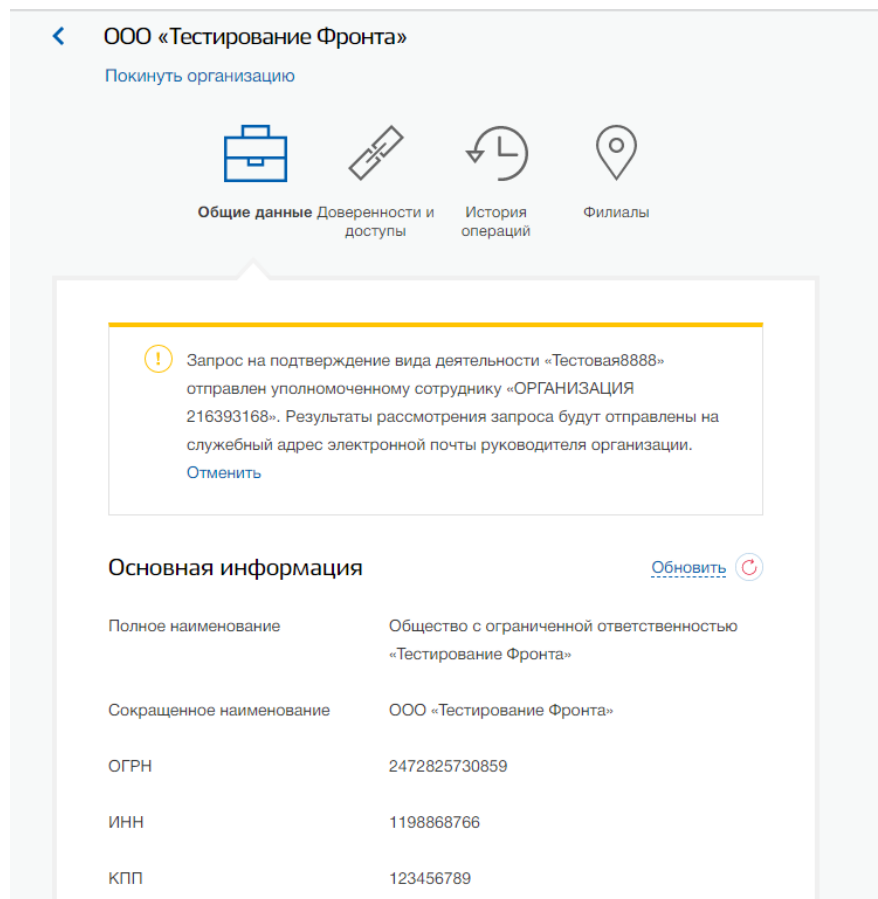 ООО «Тестирование Фронта»
Покинуть организацию
Общие данные
Доверенности и
доступы
История
операций
Филиалы
Запрос на подтверждение вида деятельности «Тестовая8888»
отправлен уполномоченному сотруднику «ОРГАНИЗАЦИЯ
216393168». Результаты рассмотрения запроса будут отправлены на
служебный адрес электронной почты руководителя организации.
Отменить
Основная информация
Обновить
Полное наименование
Общество с ограниченной ответственностью
«Тестирование Фронта»
Сокращенное наименование
ООО «Тестирование Фронта»
ОГРН
2472825730859
ИНН
1198868766
КПП
123456789